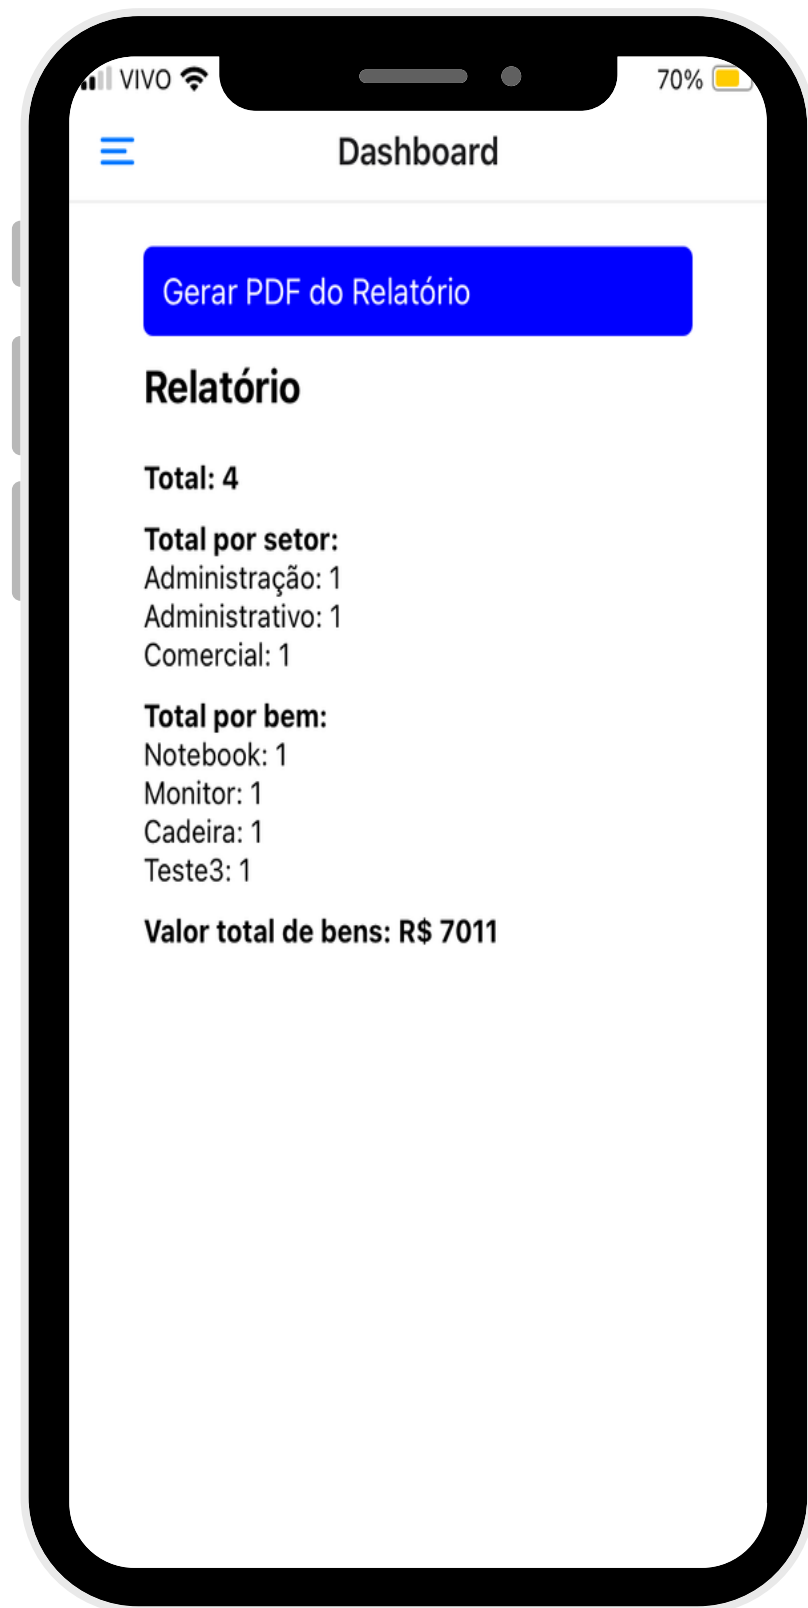 VIVO 70%
Dashboard
Gerar PDF do Relatório
Relatório
Total: 4
Total por setor:
Administração: 1
Administrativo: 1
Comercial: 1
Total por bem:
Notebook: 1
Monitor: 1
Cadeira: 1
Teste3: 1
Valor total de bens: R$ 7011